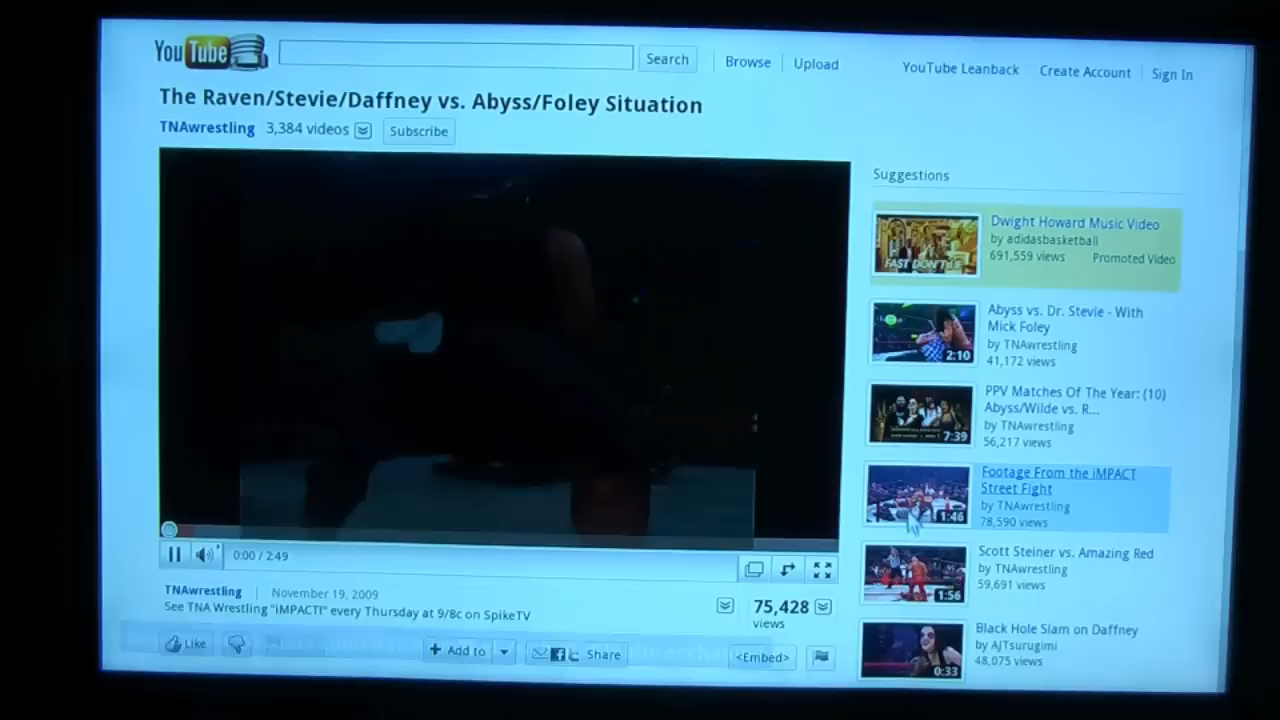 YouTube
Search
Browse
Upload
YouTube Leanback
Create Account
Sign In
The Raven/Stevie/Daffney vs. Abyss/Foley Situation
TNAwrestling 3,384 videos
Subscribe
Suggestions
Dwight Howard Music Video
by adidasbasketball
691,559 views Promoted Video
Abyss vs. Dr. Stevie - With
Mick Foley
by TNAwrestling
41,172 views
2:10
PPV Matches Of The Year: (10)
Abyss/Wilde vs. R...
by TNAwrestling
56,217 views
7:39
Footage From the iMPACT
Street Fight
by TNAwrestling
78,590 views
1:46
Scott Steiner vs. Amazing Red
by TNAwrestling
59,691 views
1:56
Black Hole Slam on Daffney
by AJTsurugimi
48,075 views
0:33
0:00 / 2:49
TNAwrestling November 19, 2009
See TNA Wrestling "iMPACT!" every Thursday at 9/8c on SpikeTV
75,428
views
Like
Add to
Share
<Embed>